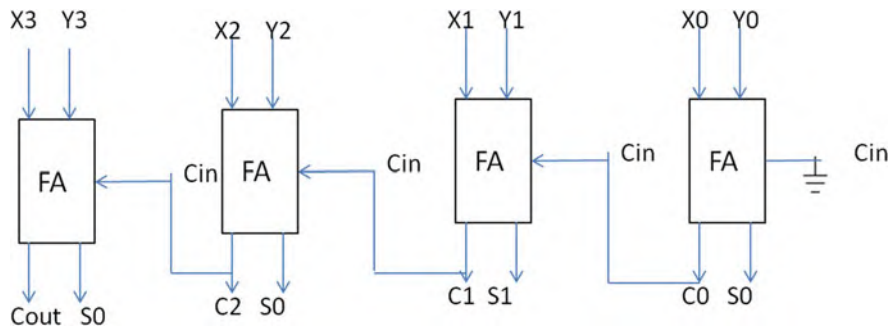 X3 Y3 X2 Y2 X1 Y1 X0 Y0
FA Cin FA Cin FA Cin FA Cin
Cout S0 C2 S0 C1 S1 C0 S0